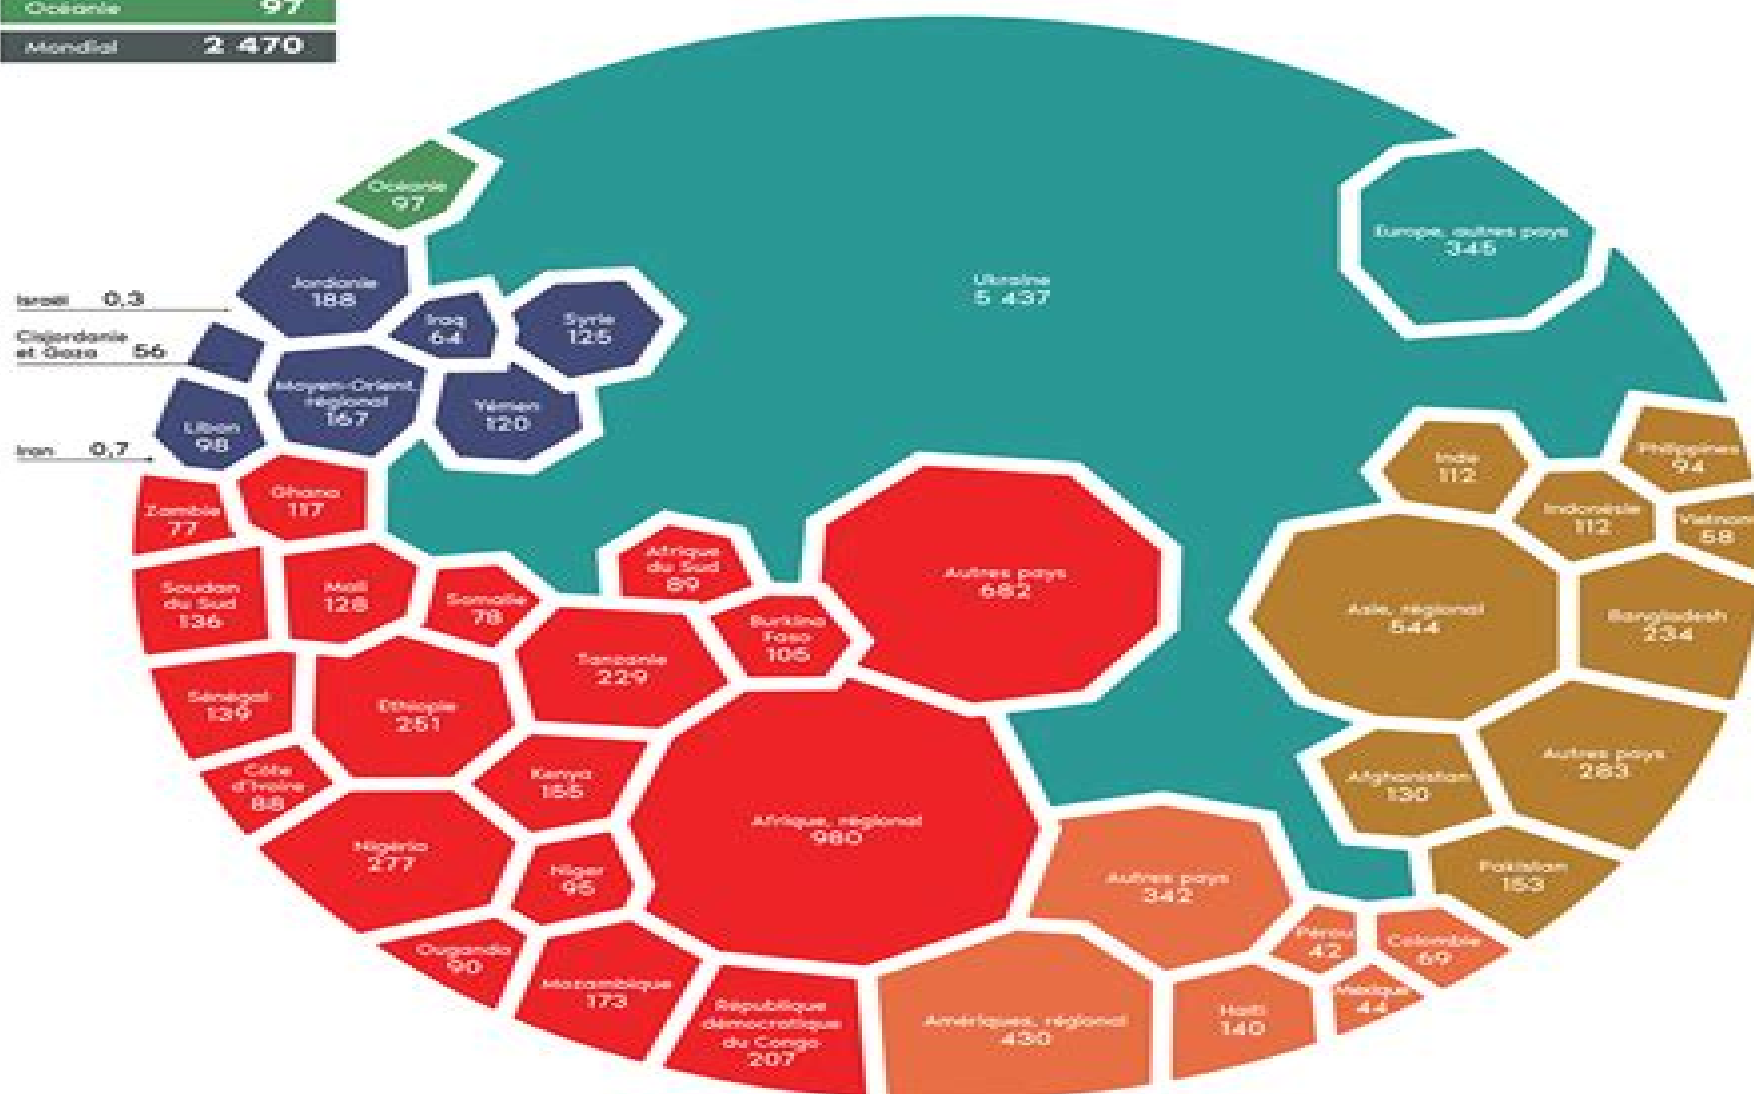 Océanie 97
Mondial 2 470
Océanie
97
Jordanie
188
Israël 0,3
Cisjordanie
et Gaza 56
Iraq
64
Syrie
125
Moyen-Orient,
régional
167
Yémen
120
Liban
98
Iran 0,7
Ukraine
5 437
Europe, autres pays
345
Zambie
77
Ghana
117
Soudan
du Sud
136
Mali
128
Somalie
78
Afrique
du Sud
89
Burkina
Faso
105
Autres pays
682
Tanzanie
229
Sénégal
139
Éthiopie
251
Côte
d'Ivoire
88
Kenya
155
Nigéria
277
Niger
95
Afrique, régional
980
Ouganda
90
Mozambique
173
République
démocratique
du Congo
207
Inde
112
Philippines
94
Indonésie
112
Vietnam
58
Asie, régional
544
Bangladesh
234
Afghanistan
130
Autres pays
283
Pakistan
153
Autres pays
342
Pérou
42
Colombie
69
Mexique
44
Haïti
140
Amériques, régional
430